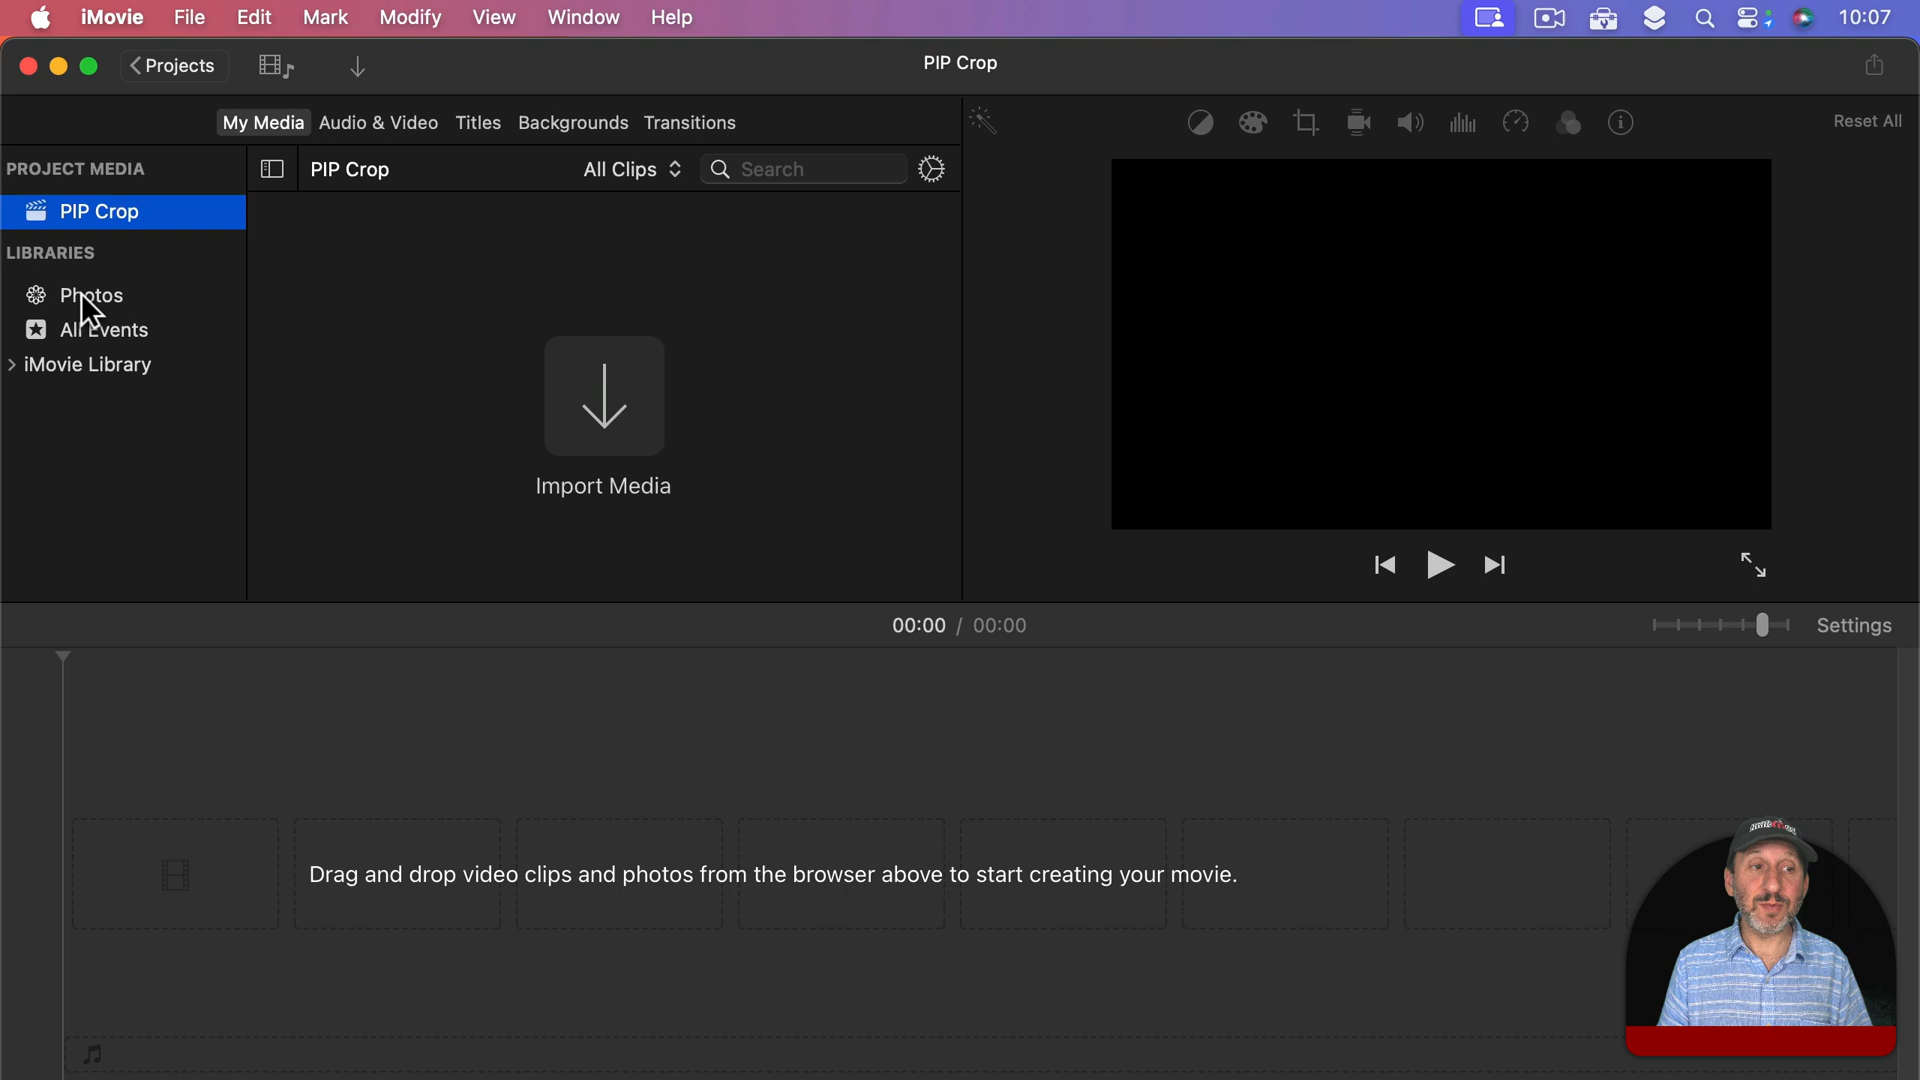 iMovie File Edit Mark Modify View Window Help 10:07
Projects
PIP Crop
My Media Audio & Video Titles Backgrounds Transitions
Reset All
PROJECT MEDIA
PIP Crop
All Clips
Search
PIP Crop
LIBRARIES
Photos
All Events
iMovie Library
Import Media
00:00 / 00:00
Settings
Drag and drop video clips and photos from the browser above to start creating your movie.